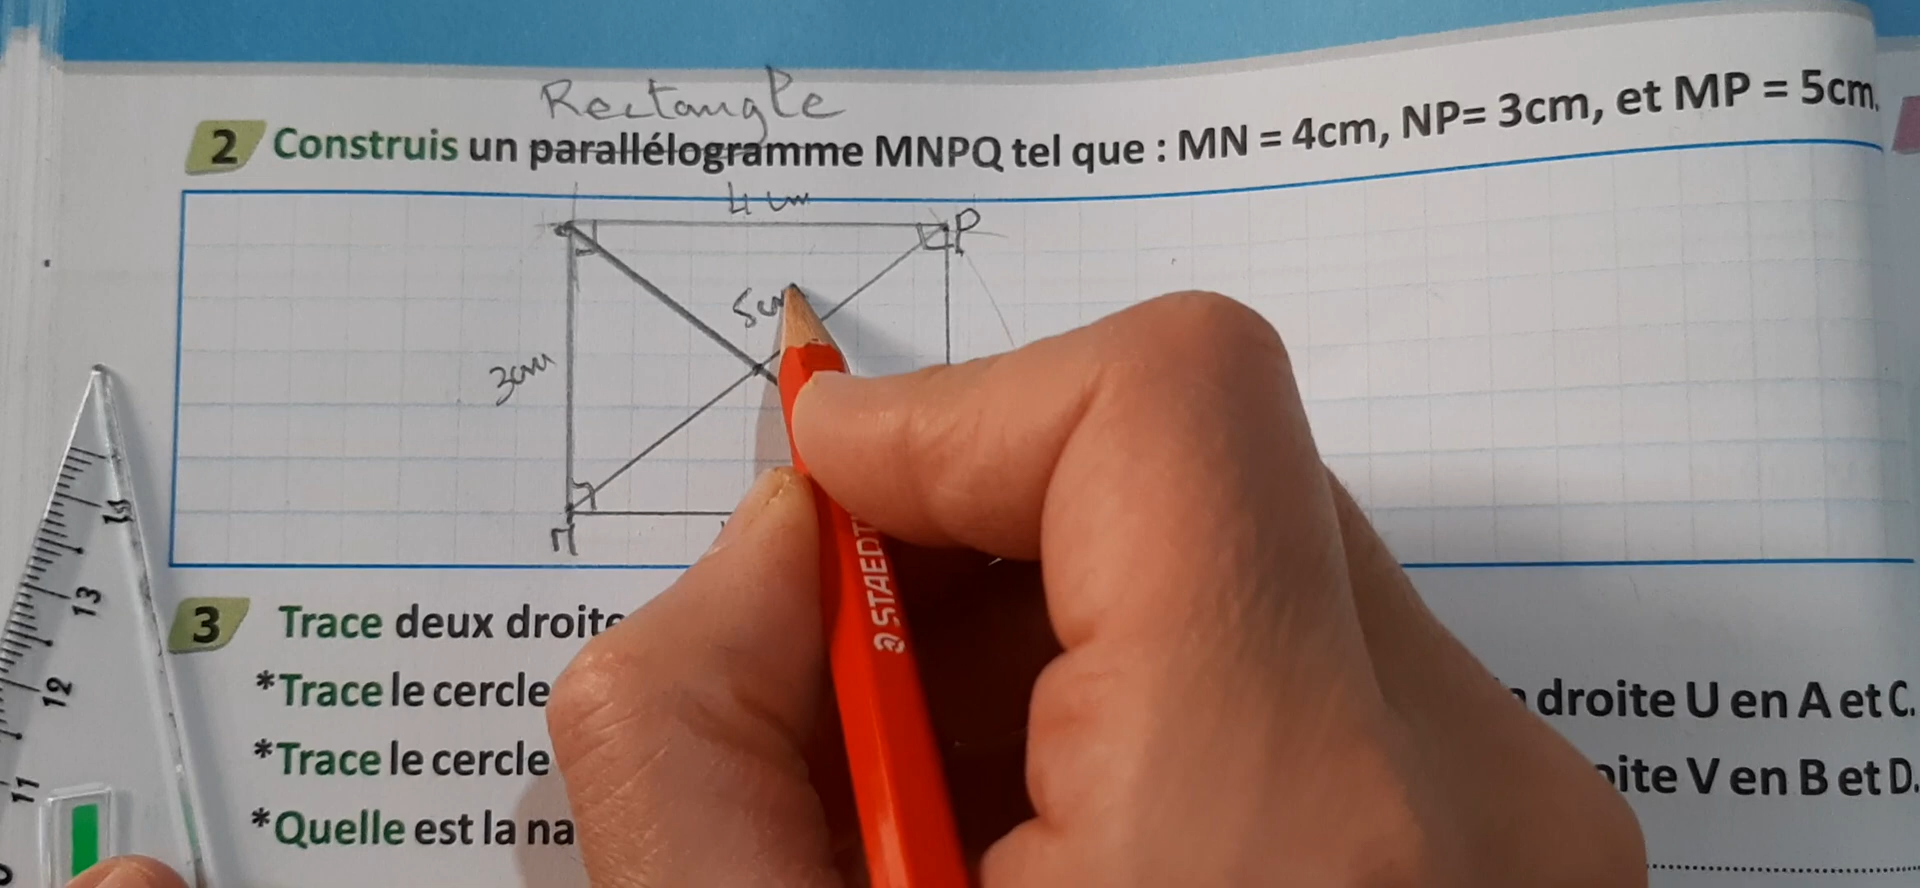 Rectangle
2 Construis un parallélogramme MNPQ tel que : MN = 4cm, NP= 3cm, et MP = 5cm.
4 cm
P
5cm
3cm
M
3 Trace deux droite
*Trace le cercle droite U en A et C.
*Trace le cercle ite V en B et D.
*Quelle est la na
STAEDT
15
13
12
11